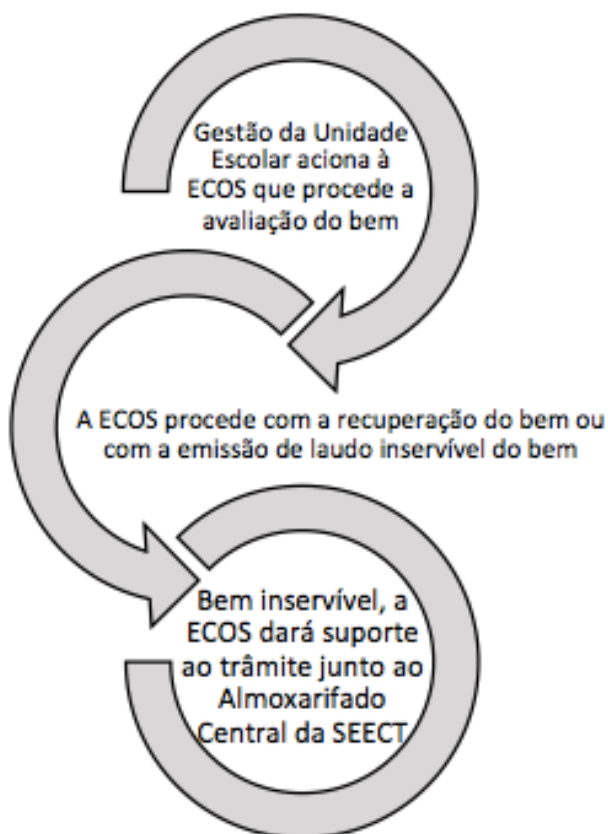 Gestão da Unidade
Escolar aciona à
ECOS que procede a
avaliação do bem
A ECOS procede com a recuperação do bem ou
com a emissão de laudo inservível do bem
Bem inservível, a
ECOS dará suporte
ao trâmite junto ao
Almoxarifado
Central da SEECT